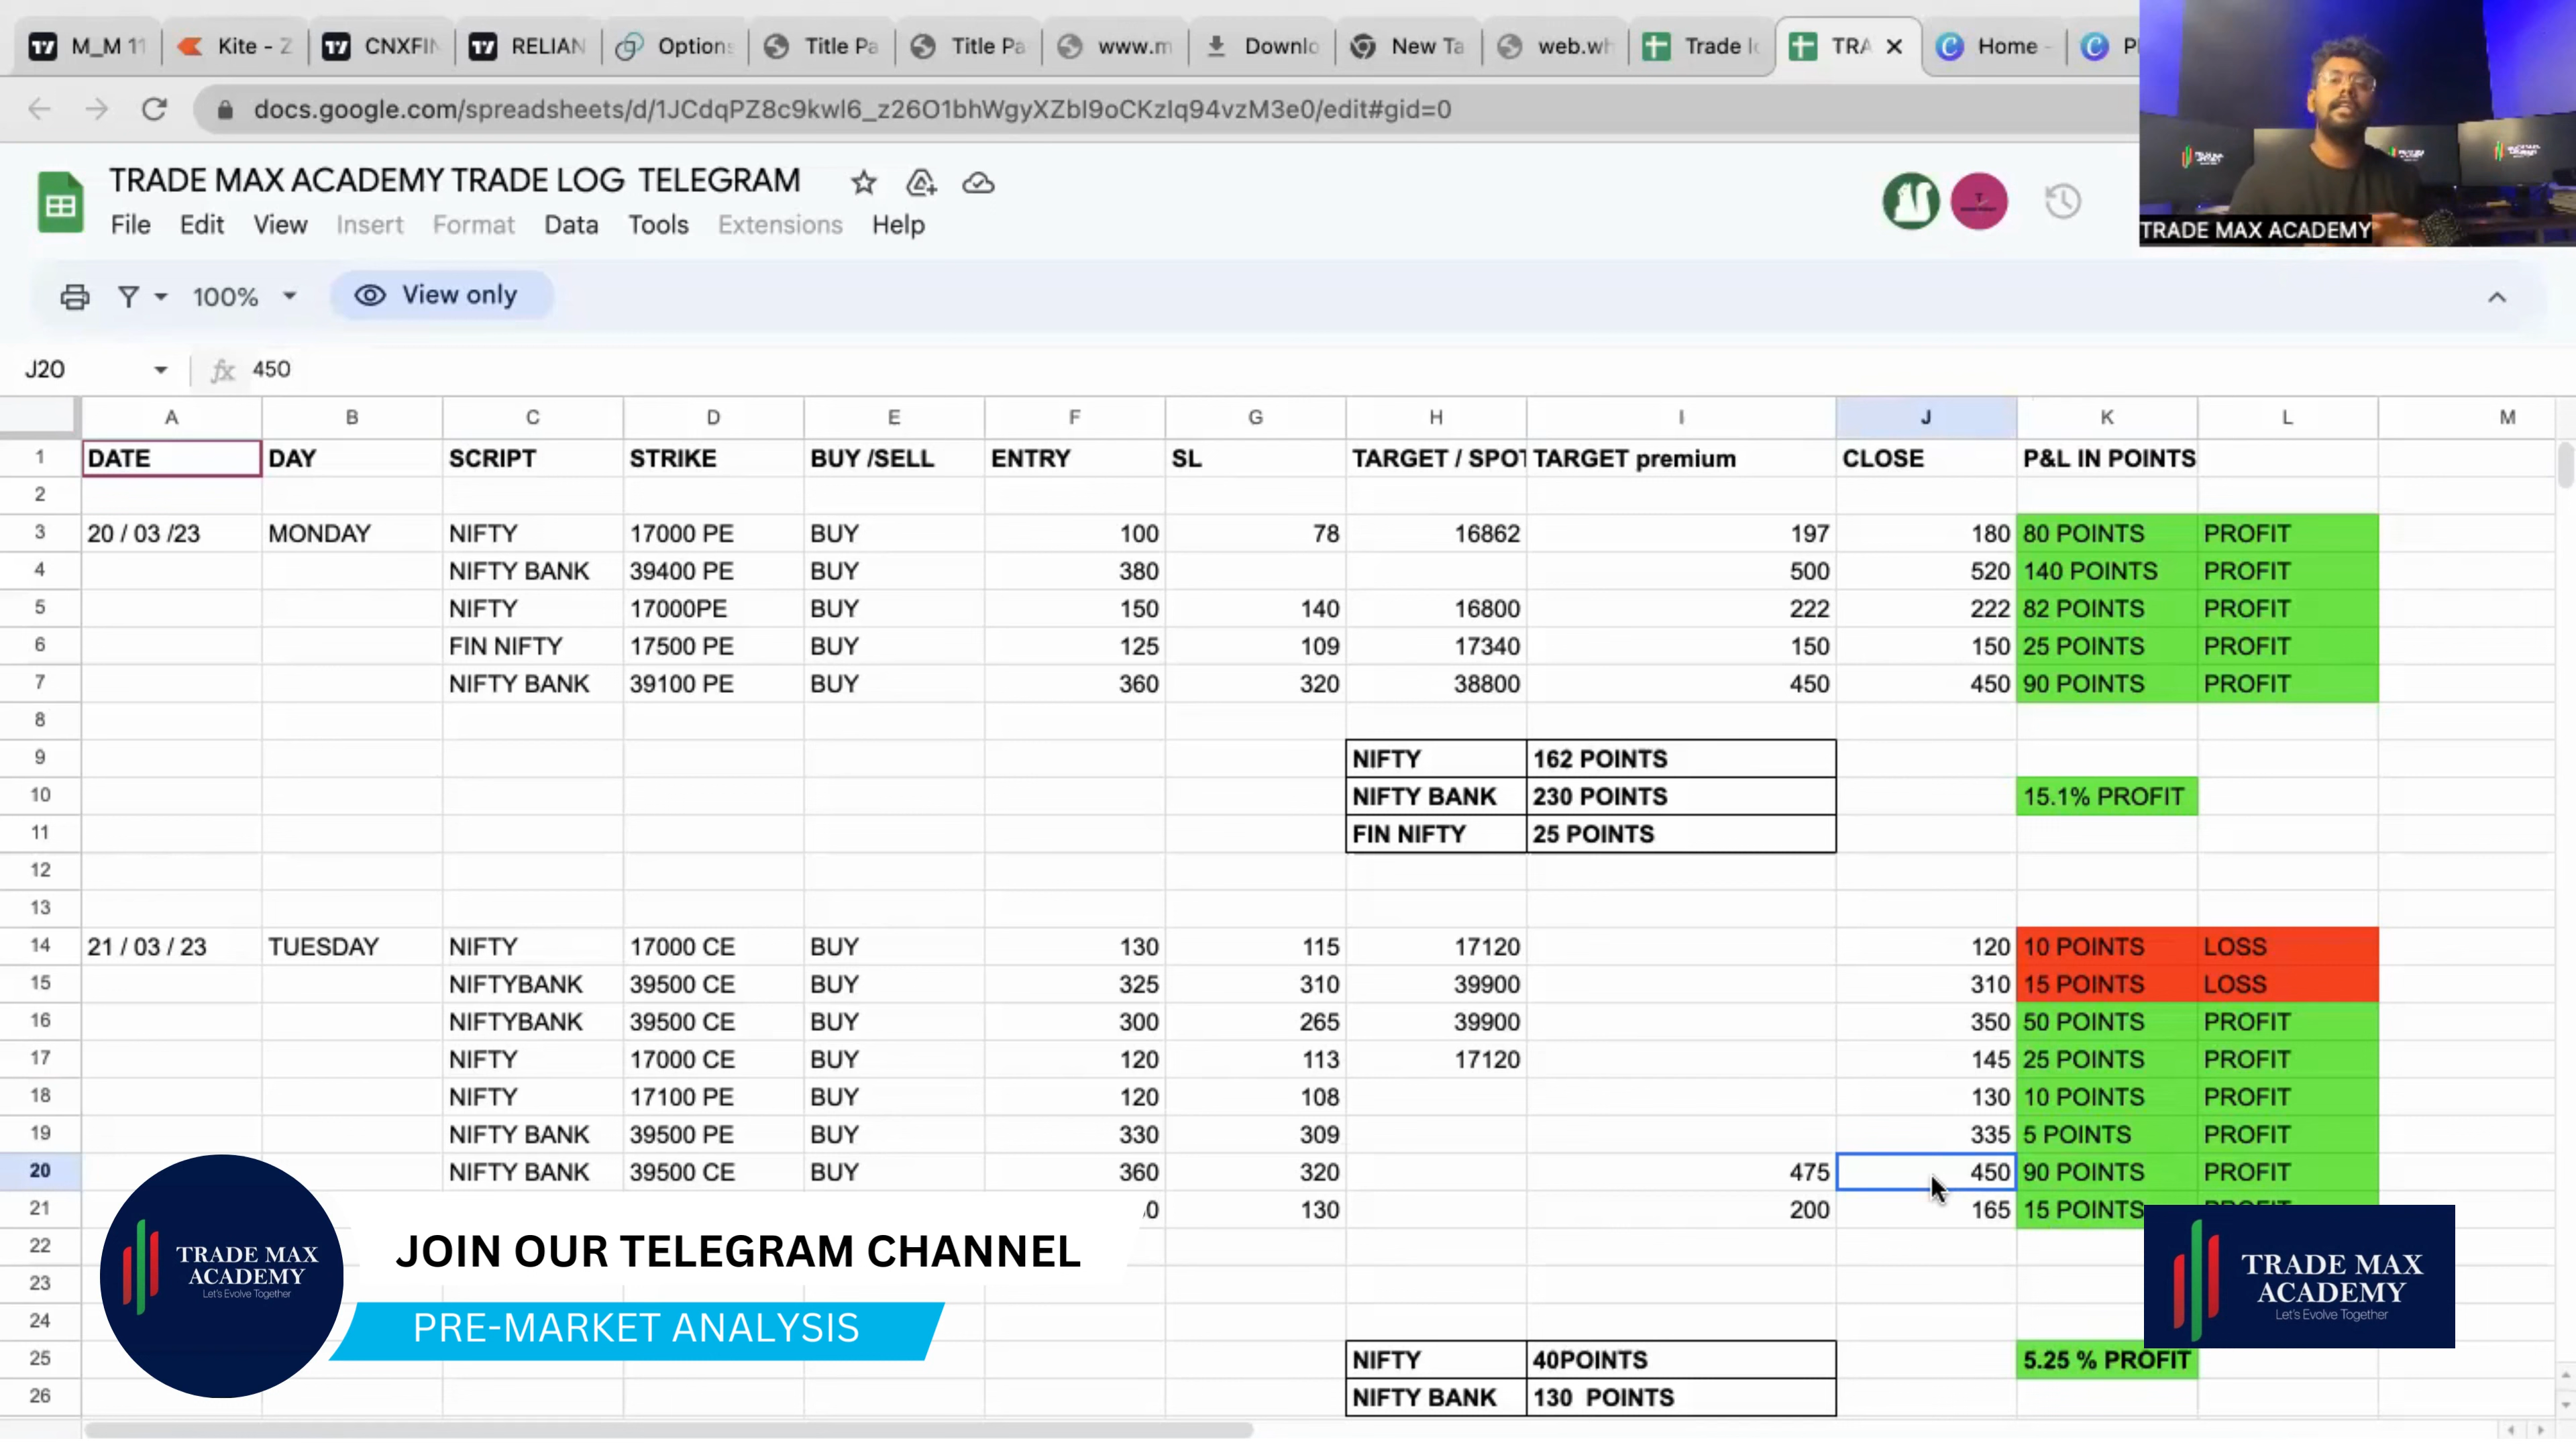 M_M 11
Kite - Z
CNXFIN
RELIAN
Options
Title Pa
Title Pa
www.m
Downlo
New Ta
web.wh
Trade lo
TRA
Home -
docs.google.com/spreadsheets/d/1JCdqPZ8c9kwI6_z26O1bhWgyXZbI9oCKzIq94vzM3e0/edit#gid=0
TRADE MAX ACADEMY TRADE LOG TELEGRAM
File Edit View Insert Format Data Tools Extensions Help
TRADE MAX ACADEMY
100% View only
J20 fx 450
A B C D E F G H I J K L M
1 DATE DAY SCRIPT STRIKE BUY /SELL ENTRY SL TARGET / SPOT TARGET premium CLOSE P&L IN POINTS
2
3 20 / 03 /23 MONDAY NIFTY 17000 PE BUY 100 78 16862 197 180 80 POINTS PROFIT
4 NIFTY BANK 39400 PE BUY 380 500 520 140 POINTS PROFIT
5 NIFTY 17000PE BUY 150 140 16800 222 222 82 POINTS PROFIT
6 FIN NIFTY 17500 PE BUY 125 109 17340 150 150 25 POINTS PROFIT
7 NIFTY BANK 39100 PE BUY 360 320 38800 450 450 90 POINTS PROFIT
8
9 NIFTY 162 POINTS
10 NIFTY BANK 230 POINTS 15.1% PROFIT
11 FIN NIFTY 25 POINTS
12
13
14 21 / 03 / 23 TUESDAY NIFTY 17000 CE BUY 130 115 17120 120 10 POINTS LOSS
15 NIFTYBANK 39500 CE BUY 325 310 39900 310 15 POINTS LOSS
16 NIFTYBANK 39500 CE BUY 300 265 39900 350 50 POINTS PROFIT
17 NIFTY 17000 CE BUY 120 113 17120 145 25 POINTS PROFIT
18 NIFTY 17100 PE BUY 120 108 130 10 POINTS PROFIT
19 NIFTY BANK 39500 PE BUY 330 309 335 5 POINTS PROFIT
20 NIFTY BANK 39500 CE BUY 360 320 475 450 90 POINTS PROFIT
21 0 130 200 165 15 POINTS
22
23
24
25 NIFTY 40POINTS 5.25 % PROFIT
26 NIFTY BANK 130 POINTS
TRADE MAX
ACADEMY
Let's Evolve Together
JOIN OUR TELEGRAM CHANNEL
PRE-MARKET ANALYSIS
TRADE MAX
ACADEMY
Let's Evolve Together